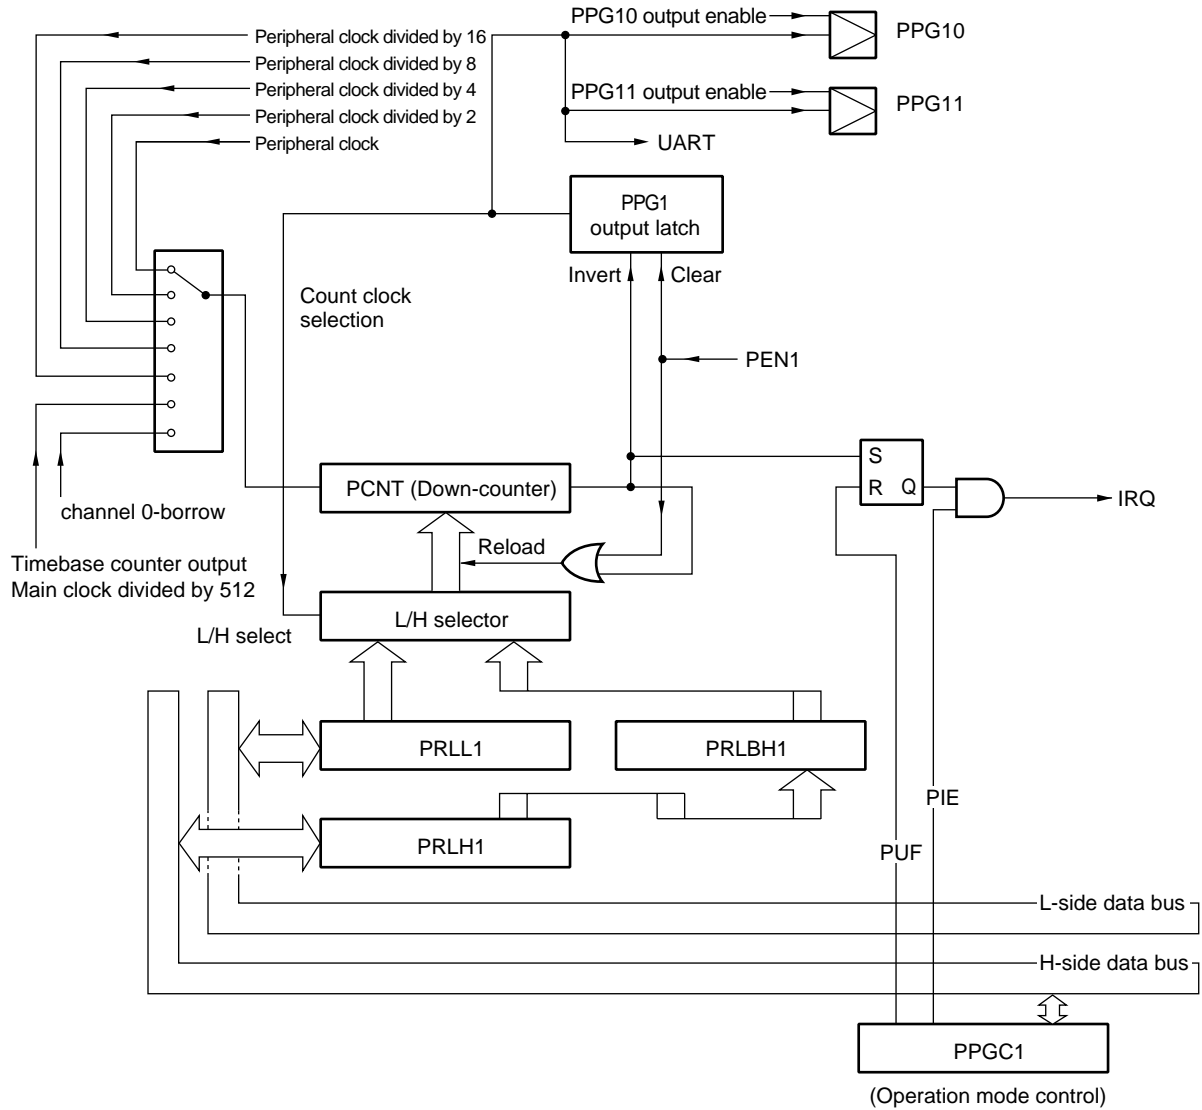 PPG10 output enable
PPG10
Peripheral clock divided by 16
Peripheral clock divided by 8
Peripheral clock divided by 4
Peripheral clock divided by 2
Peripheral clock
PPG11 output enable
PPG11
UART
PPG1
output latch
Invert
Clear
Count clock
selection
PEN1
S
R
Q
PCNT (Down-counter)
IRQ
channel 0-borrow
Reload
Timebase counter output
Main clock divided by 512
L/H selector
L/H select
PRLL1
PRLBH1
PIE
PRLH1
PUF
L-side data bus
H-side data bus
PPGC1
(Operation mode control)